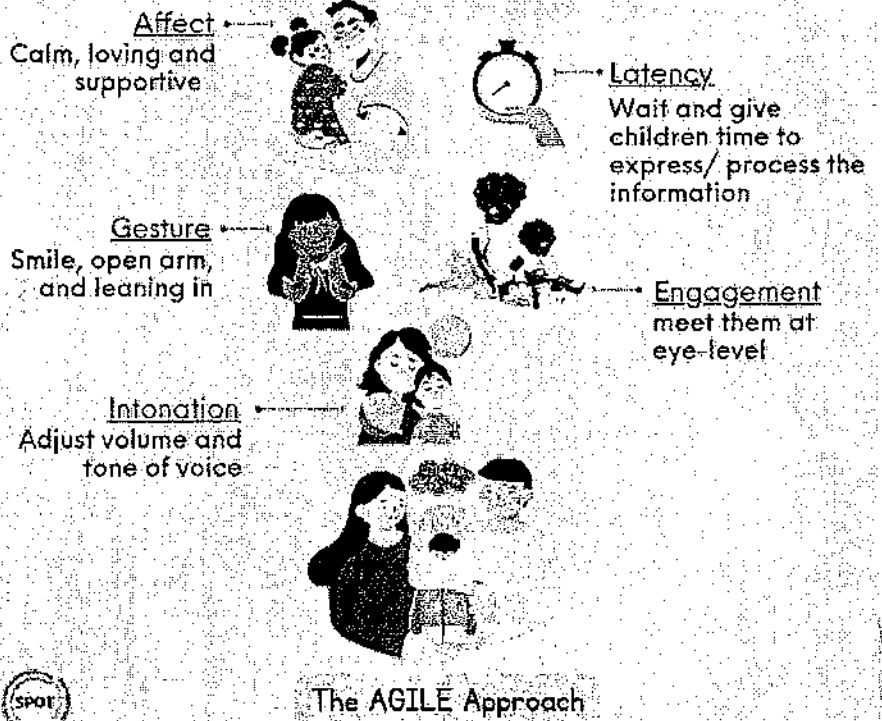 Affect
Calm, loving and
supportive
Latency
Wait and give
children time to
express/ process the
information
Gesture
Smile, open arm,
and leaning in
Engagement
meet them at
eye-level
Intonation
Adjust volume and
tone of voice
SPOT
The AGILE Approach